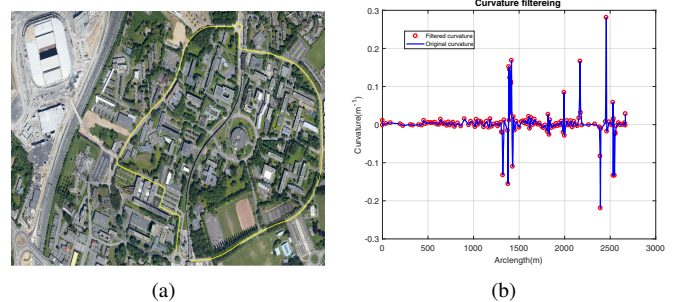 Curvature filtereing
Filtered curvature
Original curvature
Curvature(m⁻¹)
0.3
0.2
0.1
0
-0.1
-0.2
-0.3
0 500 1000 1500 2000 2500 3000
Arclength(m)
(a) (b)